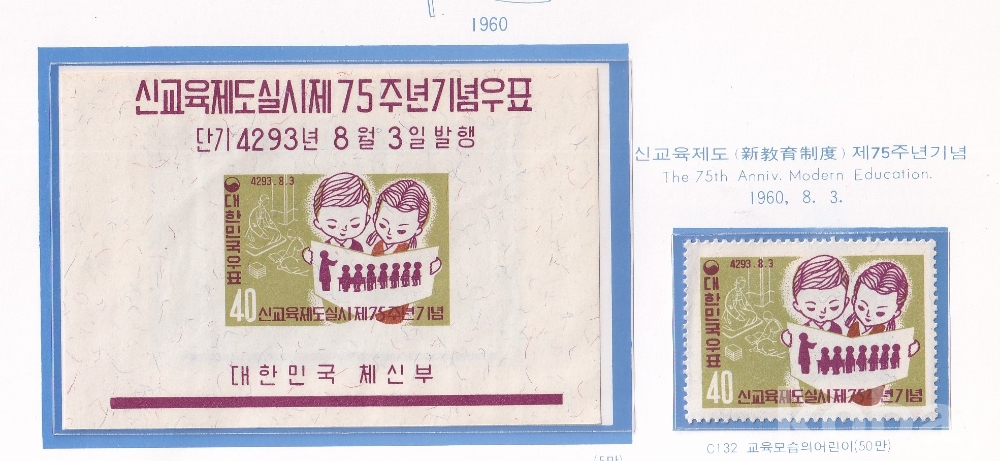 1960
신교육제도실시제75주년기념우표
단기4293년 8월 3일발행
4293.8.3
대한민국우표
40 신교육제도실시제75주년기념
대한민국 체신부
신교육제도(新教育制度) 제75주년기념
The 75th Anniv. Modern Education.
1960, 8. 3.
4293.8.3
대한민국우표
40 신교육제도실시제75 년기념
C132 교육모습의어린이(50만)
(5만)